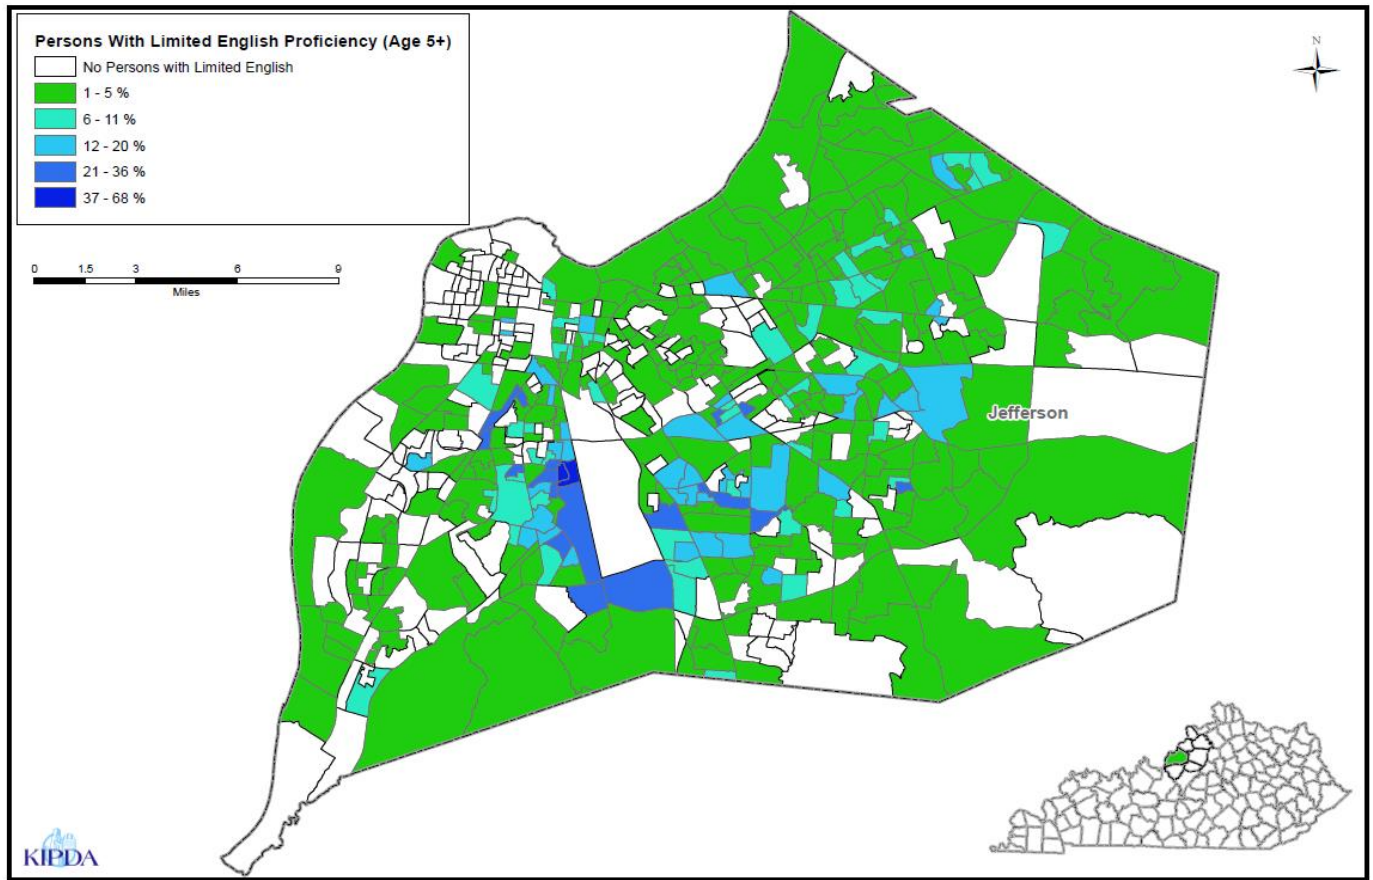 Persons With Limited English Proficiency (Age 5+)
No Persons with Limited English
1 - 5 %
6 - 11 %
12 - 20 %
21 - 36 %
37 - 68 %
N
0 1.5 3 6 9
Miles
Jefferson
KIPDA